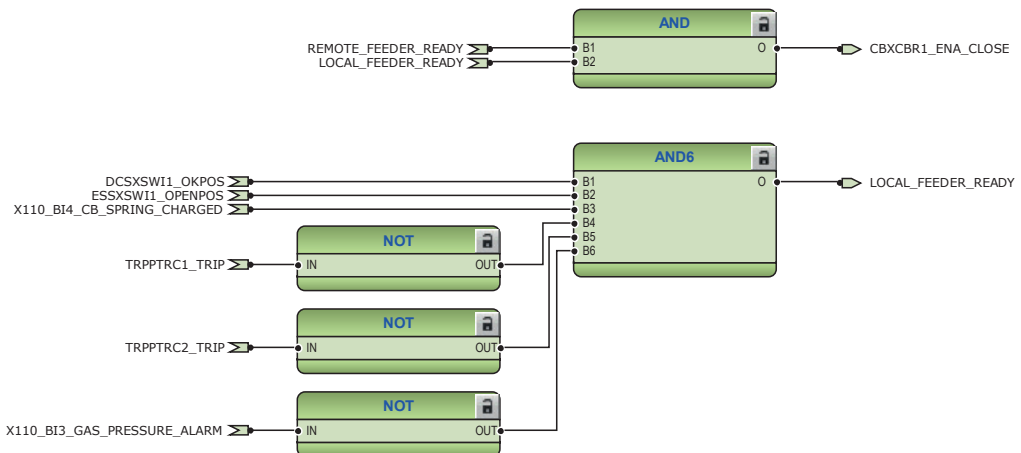 AND
REMOTE_FEEDER_READY B1 O CBXCBR1_ENA_CLOSE
LOCAL_FEEDER_READY B2
AND6
DCSXSWI1_OKPOS B1 O LOCAL_FEEDER_READY
ESSXSWI1_OPENPOS B2
X110_BI4_CB_SPRING_CHARGED B3
B4
B5
B6
NOT
TRPPTRC1_TRIP IN OUT
NOT
TRPPTRC2_TRIP IN OUT
NOT
X110_BI3_GAS_PRESSURE_ALARM IN OUT